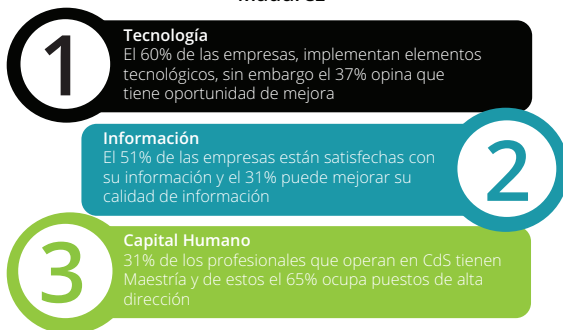 1
Tecnología
El 60% de las empresas, implementan elementos
tecnológicos, sin embargo el 37% opina que
tiene oportunidad de mejora
Información
El 51% de las empresas están satisfechas con
su información y el 31% puede mejorar su
calidad de información
2
3
Capital Humano
31% de los profesionales que operan en CdS tienen
Maestría y de estos el 65% ocupa puestos de alta
dirección